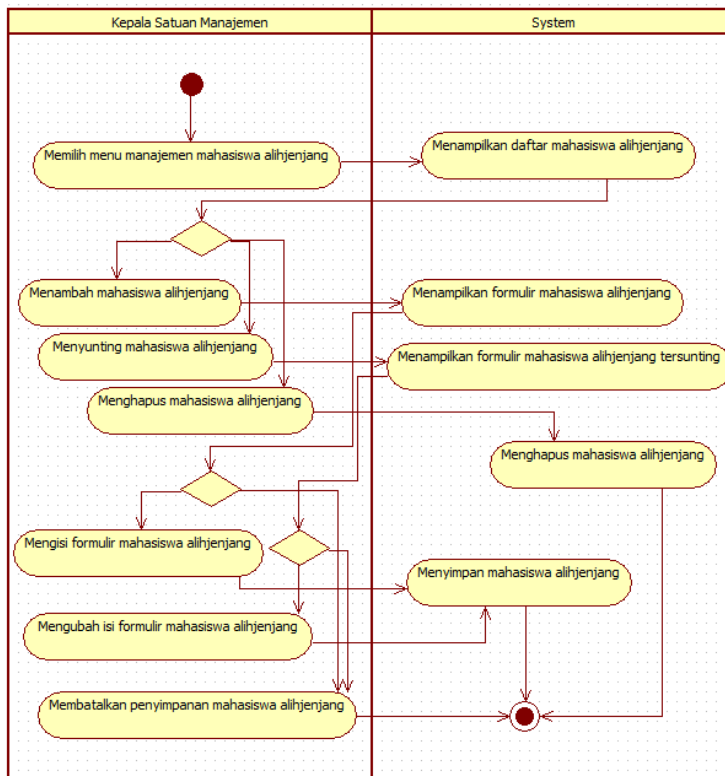 Kepala Satuan Manajemen
System
Memilih menu manajemen mahasiswa alihjenjang
Menampilkan daftar mahasiswa alihjenjang
Menambah mahasiswa alihjenjang
Menampilkan formulir mahasiswa alihjenjang
Menyunting mahasiswa alihjenjang
Menampilkan formulir mahasiswa alihjenjang tersunting
Menghapus mahasiswa alihjenjang
Menghapus mahasiswa alihjenjang
Mengisi formulir mahasiswa alihjenjang
Menyimpan mahasiswa alihjenjang
Mengubah isi formulir mahasiswa alihjenjang
Membatalkan penyimpanan mahasiswa alihjenjang